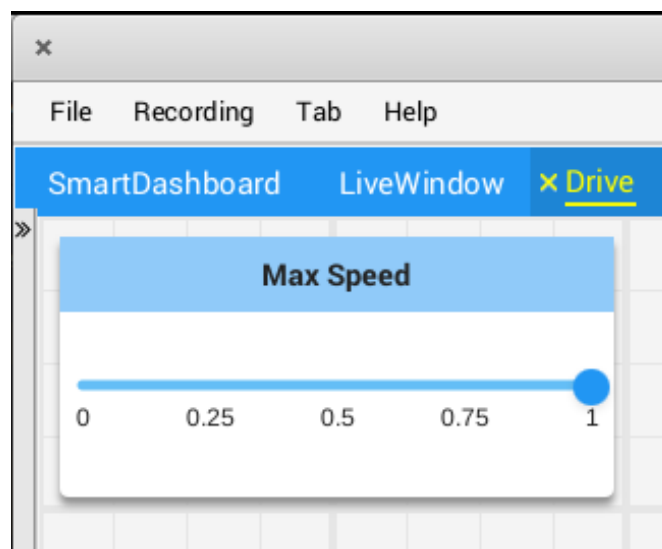 File Recording Tab Help
SmartDashboard LiveWindow × Drive
»
Max Speed
0 0.25 0.5 0.75 1